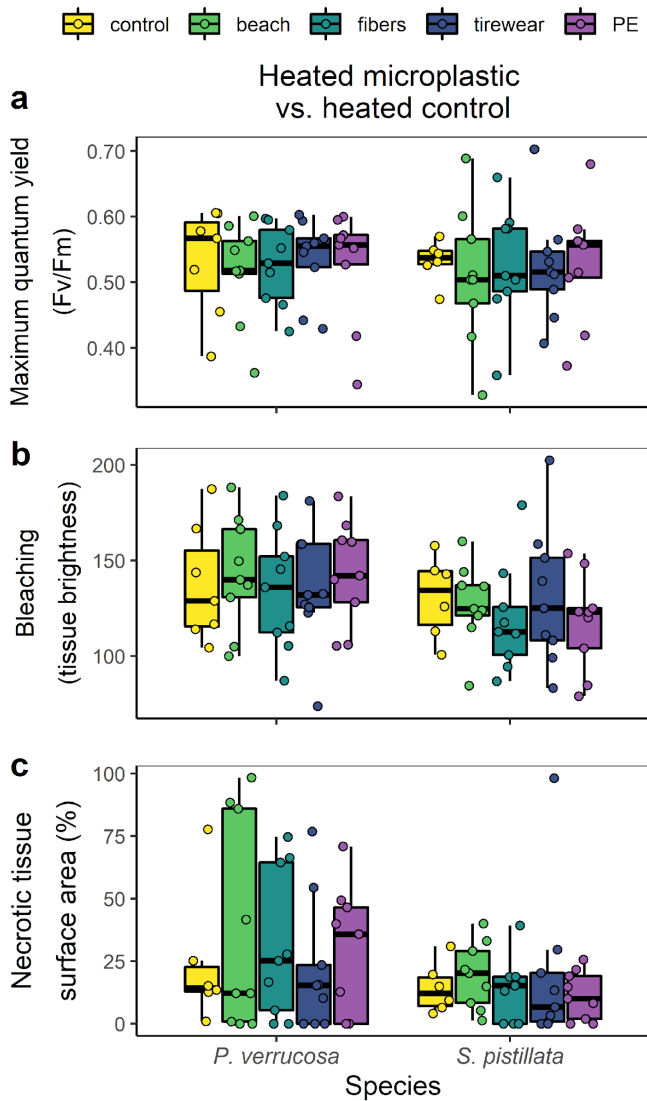 control beach fibers tirewear PE
Heated microplastic
vs. heated control
a
Maximum quantum yield
(Fv/Fm)
0.70
0.60
0.50
0.40
b
Bleaching
(tissue brightness)
200
150
100
c
Necrotic tissue
surface area (%)
100
75
50
25
0
P. verrucosa S. pistillata
Species